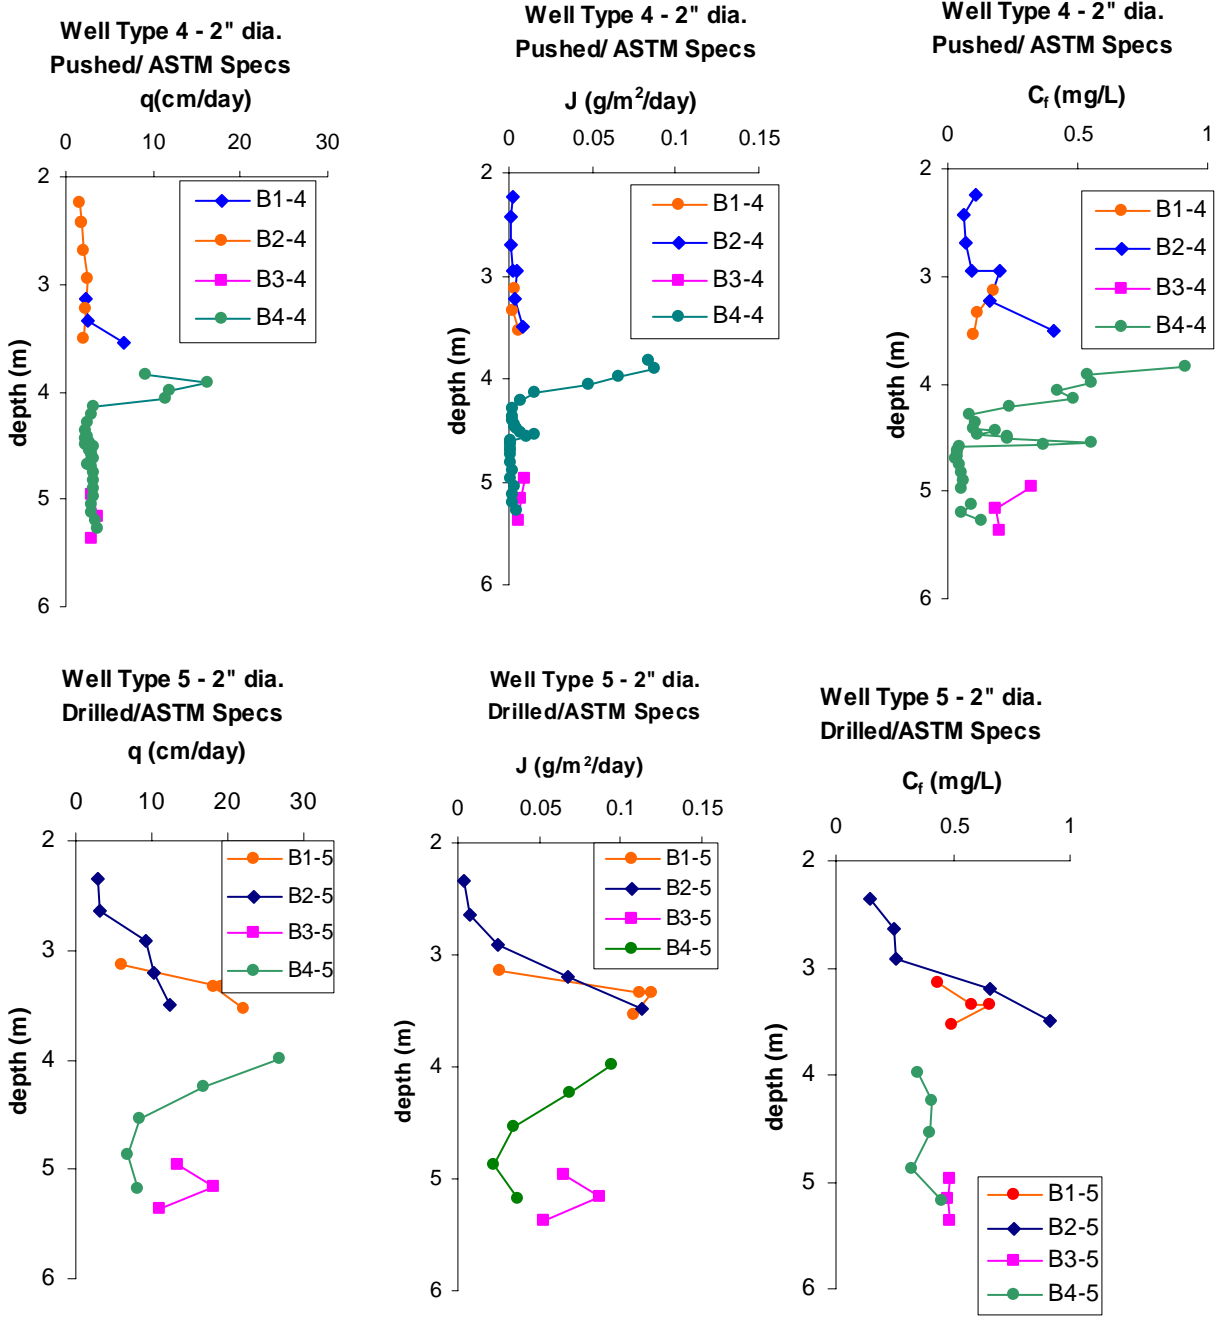 Well Type 4 - 2" dia.
Pushed/ ASTM Specs
q(cm/day)
0 10 20 30
2
3
4
5
6
depth (m)
B1-4
B2-4
B3-4
B4-4
Well Type 4 - 2" dia.
Pushed/ ASTM Specs
J (g/m²/day)
0 0.05 0.1 0.15
2
3
4
5
6
depth (m)
B1-4
B2-4
B3-4
B4-4
Well Type 4 - 2" dia.
Pushed/ ASTM Specs
Cf (mg/L)
0 0.5 1
2
3
4
5
6
depth (m)
B1-4
B2-4
B3-4
B4-4
Well Type 5 - 2" dia.
Drilled/ASTM Specs
q (cm/day)
0 10 20 30
2
3
4
5
6
depth (m)
B1-5
B2-5
B3-5
B4-5
Well Type 5 - 2" dia.
Drilled/ASTM Specs
J (g/m²/day)
0 0.05 0.1 0.15
2
3
4
5
6
depth (m)
B1-5
B2-5
B3-5
B4-5
Well Type 5 - 2" dia.
Drilled/ASTM Specs
Cf (mg/L)
0 0.5 1
2
3
4
5
6
depth (m)
B1-5
B2-5
B3-5
B4-5